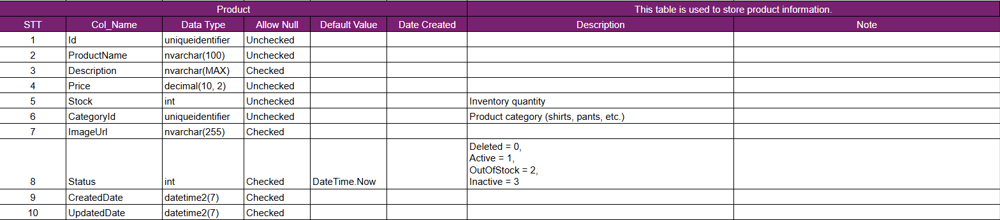 Product This table is used to store product information.
STT Col_Name Data Type Allow Null Default Value Date Created Description Note
1 Id uniqueidentifier Unchecked
2 ProductName nvarchar(100) Unchecked
3 Description nvarchar(MAX) Checked
4 Price decimal(10, 2) Unchecked
5 Stock int Unchecked Inventory quantity
6 CategoryId uniqueidentifier Unchecked Product category (shirts, pants, etc.)
7 ImageUrl nvarchar(255) Checked
Deleted = 0,
Active = 1,
OutOfStock = 2,
8 Status int Checked DateTime.Now Inactive = 3
9 CreatedDate datetime2(7) Checked
10 UpdatedDate datetime2(7) Checked